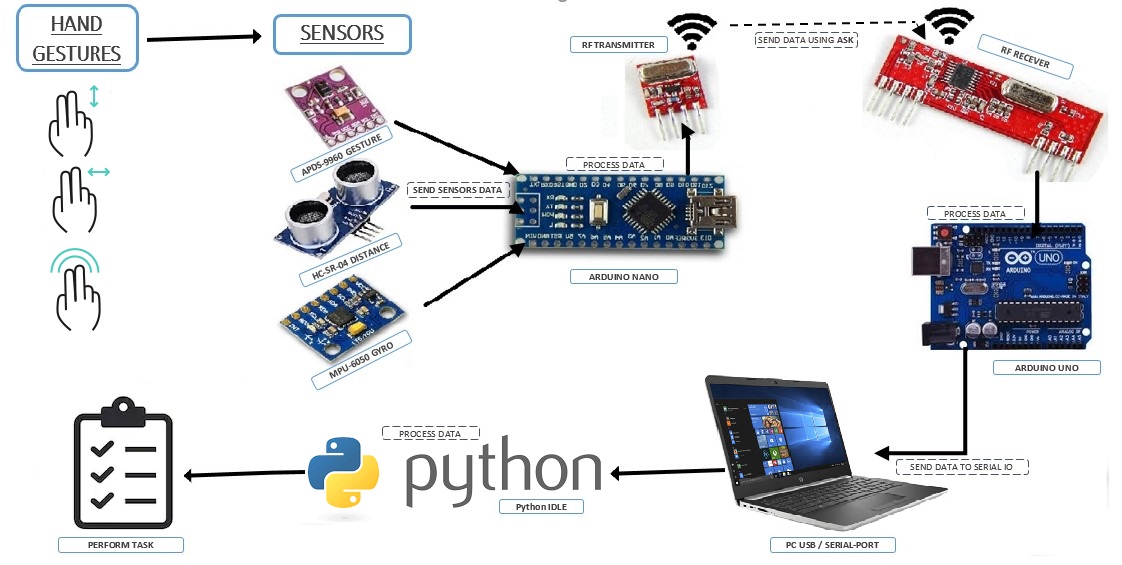 HAND
GESTURES
SENSORS
RF TRANSMITTER
SEND DATA USING ASK
RF RECEVER
APDS-9960 GESTURE
PROCESS DATA
SEND SENSORS DATA
HC-SR-04 DISTANCE
ARDUINO NANO
MPU-6050 GYRO
PROCESS DATA
UNO
ARDUINO
ARDUINO UNO
PROCESS DATA
python
Python IDLE
SEND DATA TO SERIAL IO
PERFORM TASK
PC USB / SERIAL-PORT